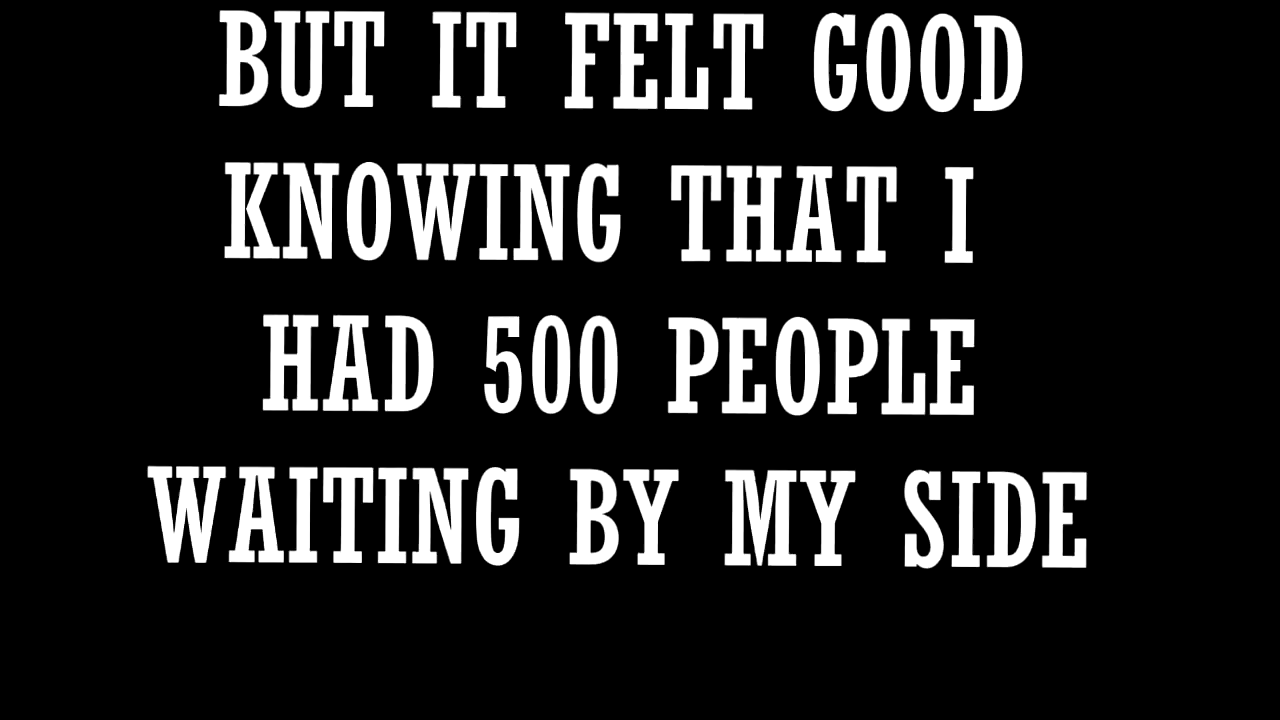 BUT IT FELT GOOD
KNOWING THAT I
HAD 500 PEOPLE
WAITING BY MY SIDE